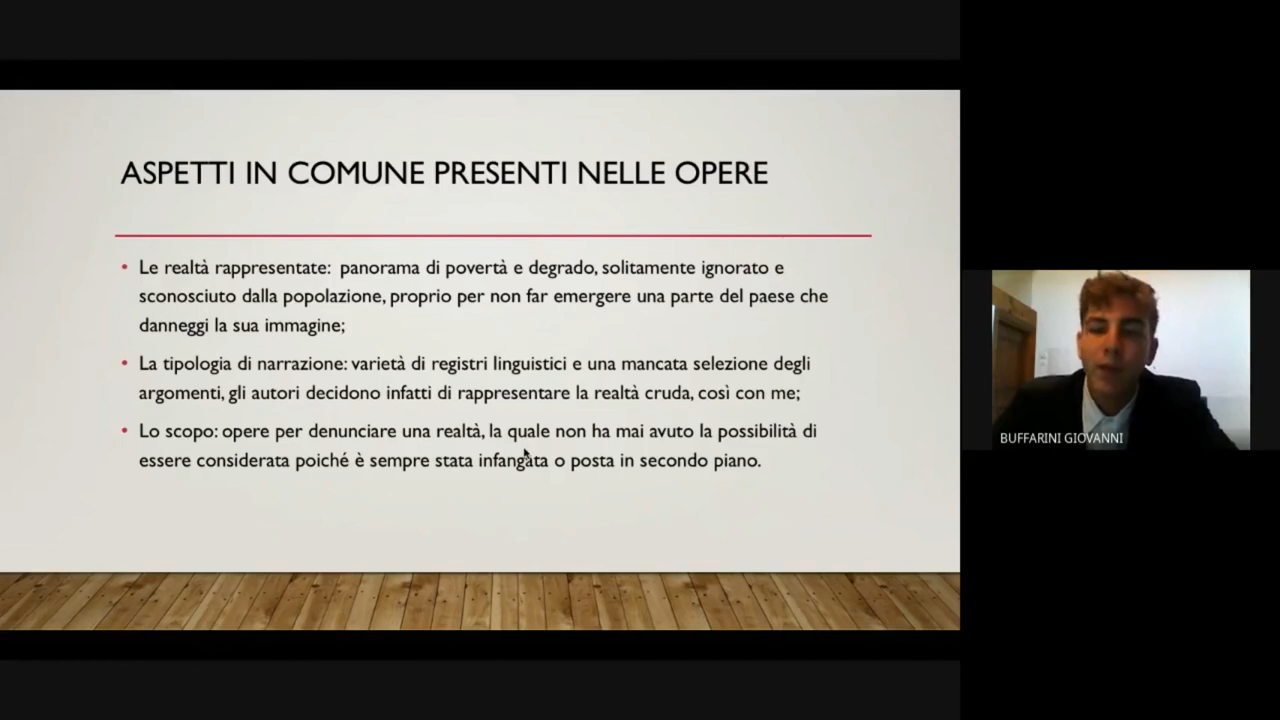 ASPETTI IN COMUNE PRESENTI NELLE OPERE
• Le realtà rappresentate: panorama di povertà e degrado, solitamente ignorato e
sconosciuto dalla popolazione, proprio per non far emergere una parte del paese che
danneggi la sua immagine;
• La tipologia di narrazione: varietà di registri linguistici e una mancata selezione degli
argomenti, gli autori decidono infatti di rappresentare la realtà cruda, così con me;
• Lo scopo: opere per denunciare una realtà, la quale non ha mai avuto la possibilità di
essere considerata poiché è sempre stata infangata o posta in secondo piano.
BUFFARINI GIOVANNI